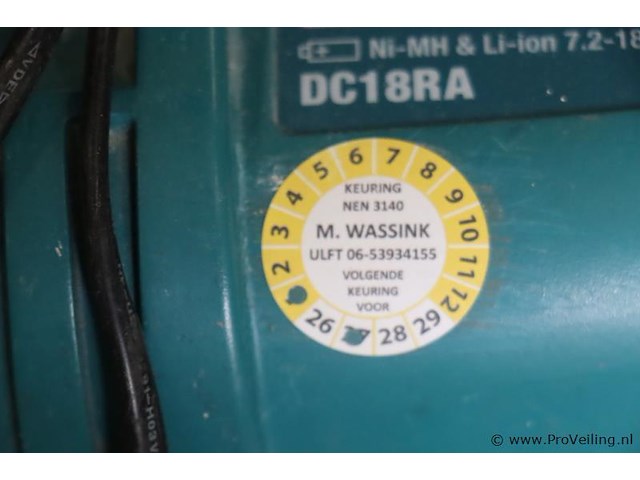 Ni-MH & Li-ion 7.2-18
DC18RA
2 3 4 5 6 7 8 9 10 11 12
KEURING
NEN 3140
M. WASSINK
ULFT 06-53934155
VOLGENDE
KEURING
VOOR
26 28 29
© www.ProVeiling.nl